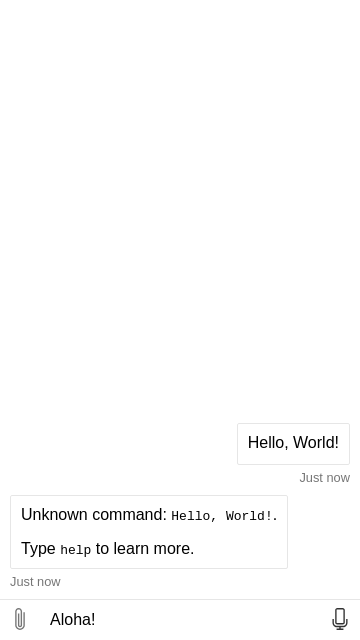 Hello, World!
Just now
Unknown command: Hello, World!.
Type help to learn more.
Just now
Aloha!